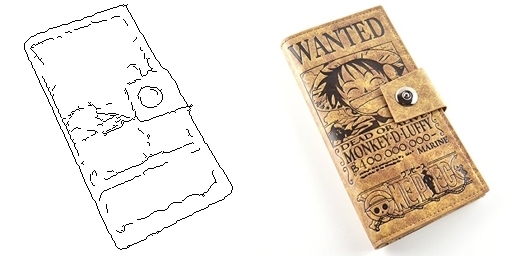 WANTED
DEAD OR
MONKEY·D·LUFFY
100,000,000-
MARINE
ONE PIECE